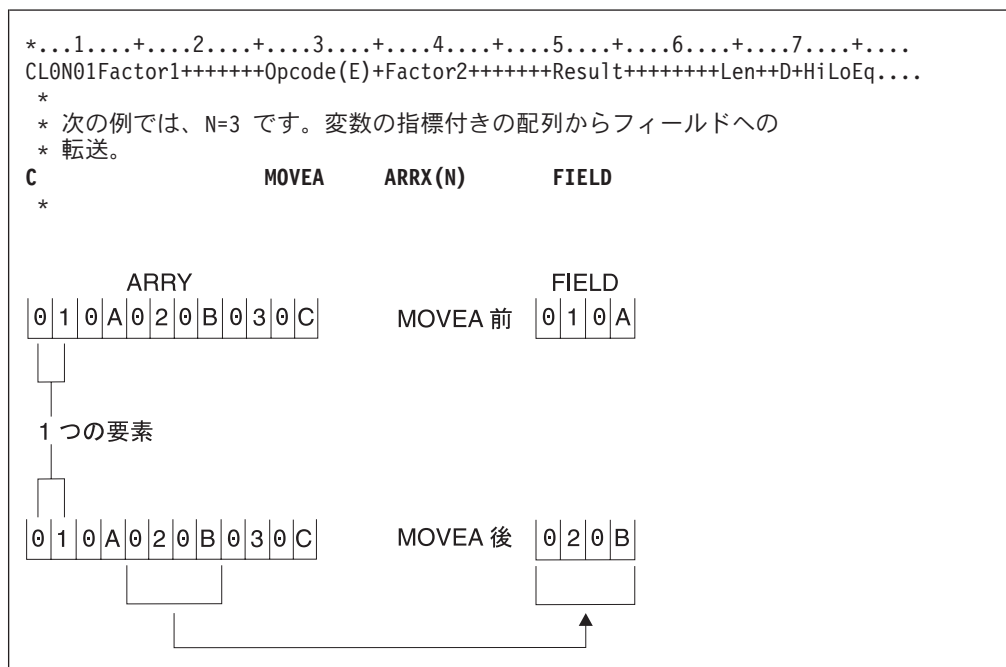 *...1....+....2....+....3....+....4....+....5....+....6....+....7....+....
CL0N01Factor1+++++++Opcode(E)+Factor2+++++++Result++++++++Len++D+HiLoEq....
*
* 次の例では、N=3 です。変数の指標付きの配列からフィールドへの
* 転送。
C MOVEA ARRX(N) FIELD
*
ARRY FIELD
0 1 0 A 0 2 0 B 0 3 0 C MOVEA 前 0 1 0 A
1 つの要素
0 1 0 A 0 2 0 B 0 3 0 C MOVEA 後 0 2 0 B